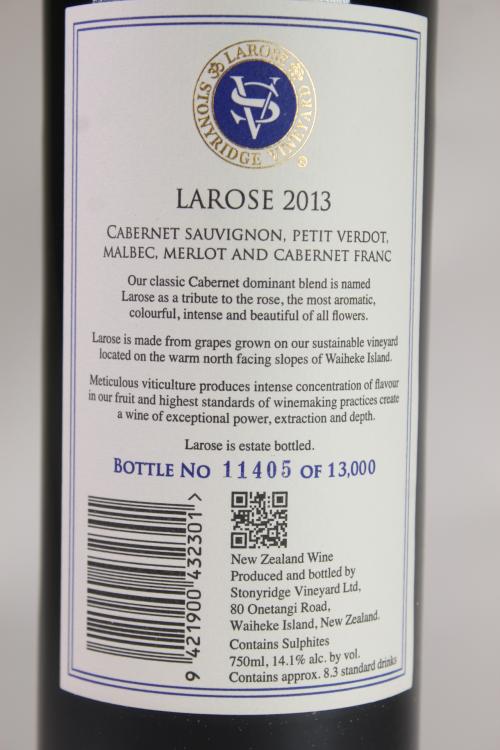 LAROSE
STONYRIDGE VINEYARD
SV
®
LAROSE 2013
CABERNET SAUVIGNON, PETIT VERDOT,
MALBEC, MERLOT AND CABERNET FRANC
Our classic Cabernet dominant blend is named
Larose as a tribute to the rose, the most aromatic,
colourful, intense and beautiful of all flowers.
Larose is made from grapes grown on our sustainable vineyard
located on the warm north facing slopes of Waiheke Island.
Meticulous viticulture produces intense concentration of flavour
in our fruit and highest standards of winemaking practices create
a wine of exceptional power, extraction and depth.
Larose is estate bottled.
BOTTLE NO 11405 OF 13,000
9 421900 432301 >
New Zealand Wine
Produced and bottled by
Stonyridge Vineyard Ltd,
80 Onetangi Road,
Waiheke Island, New Zealand.
Contains Sulphites
750ml, 14.1% alc. by vol.
Contains approx. 8.3 standard drinks